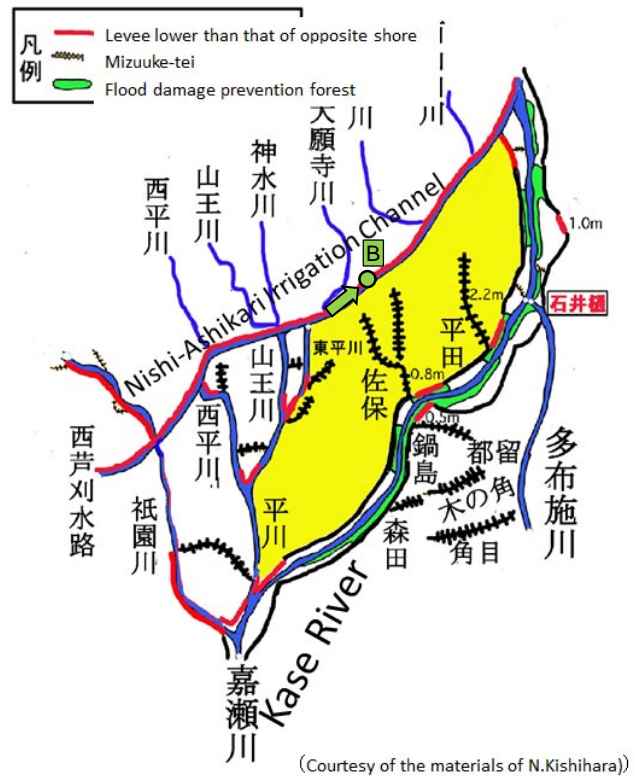 凡例
Levee lower than that of opposite shore
Mizuuke-tei
Flood damage prevention forest
川
川
大願寺川
神水川
山王川
西平川
Nishi-Ashikari Irrigation Channel
B
1.0m
2.2m
石井樋
平田
東平川
山王川
佐保
0.8m
0.5m
西平川
鍋島
都留
木の角
角目
森田
多布施川
西芦刈水路
祇園川
平川
Kase River
嘉瀬川
(Courtesy of the materials of N.Kishihara))